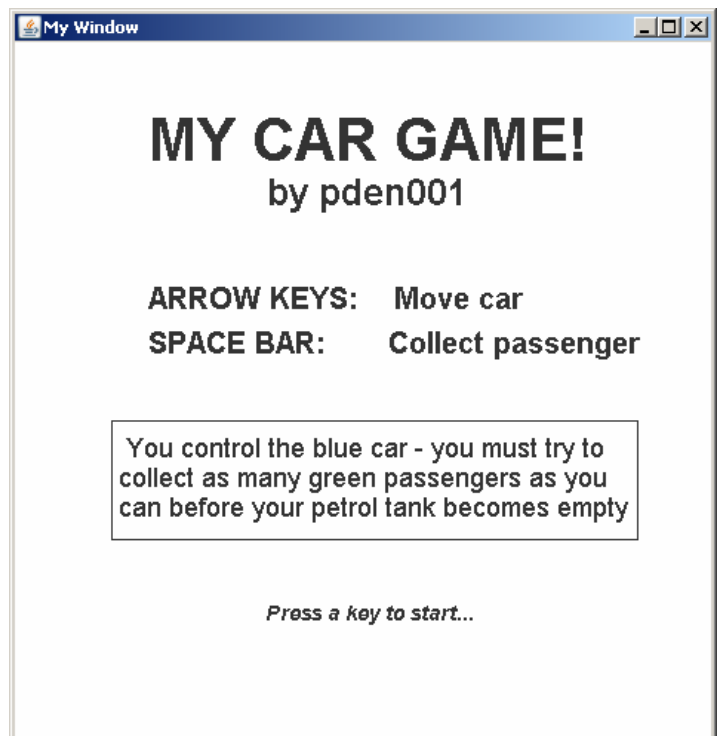 My Window
MY CAR GAME!
by pden001
ARROW KEYS: Move car
SPACE BAR: Collect passenger
You control the blue car - you must try to
collect as many green passengers as you
can before your petrol tank becomes empty
Press a key to start...